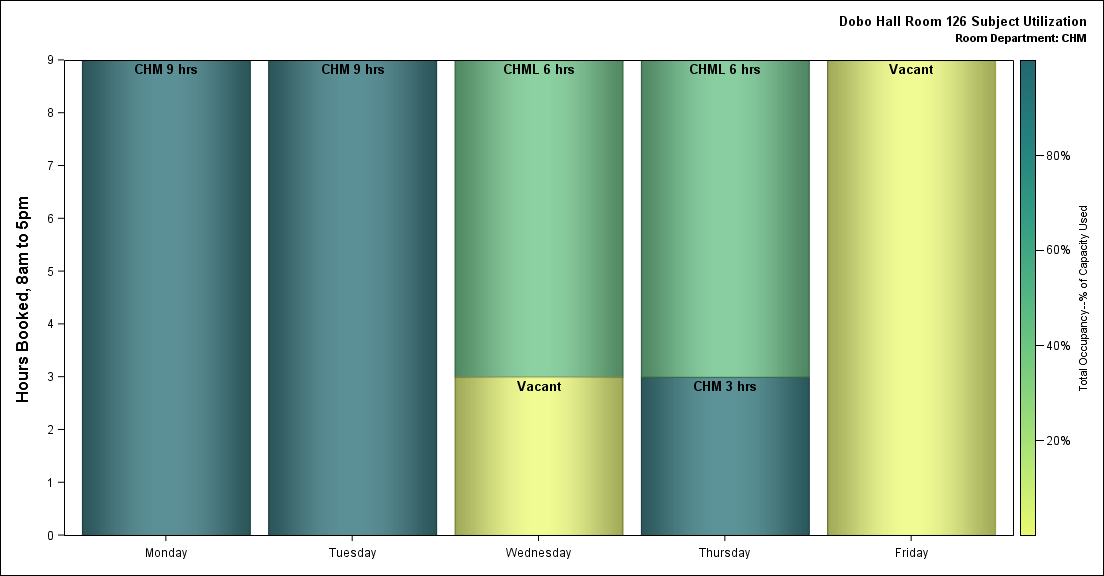 Dobo Hall Room 126 Subject Utilization
Room Department: CHM
Hours Booked, 8am to 5pm
9
8
7
6
5
4
3
2
1
0
CHM 9 hrs
CHM 9 hrs
CHML 6 hrs
CHML 6 hrs
Vacant
Vacant
CHM 3 hrs
Monday
Tuesday
Wednesday
Thursday
Friday
80%
60%
40%
20%
Total Occupancy--% of Capacity Used